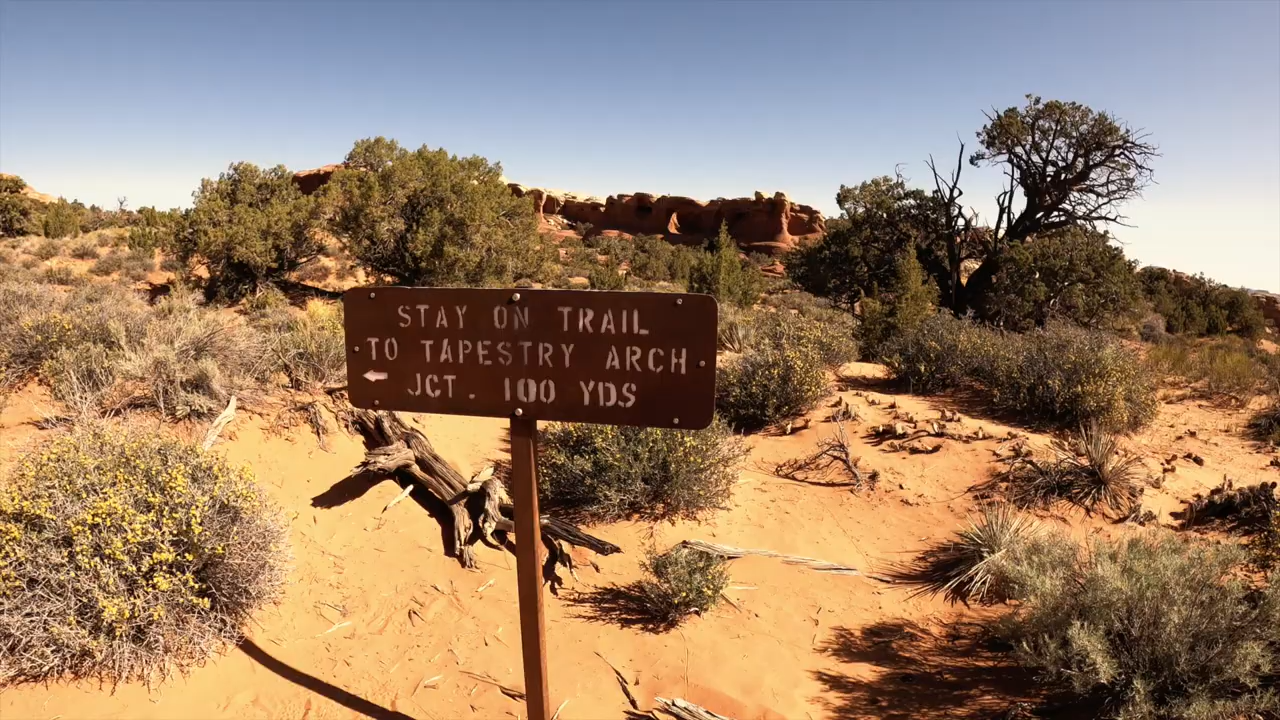 STAY ON TRAIL
TO TAPESTRY ARCH
← JCT. 100 YDS